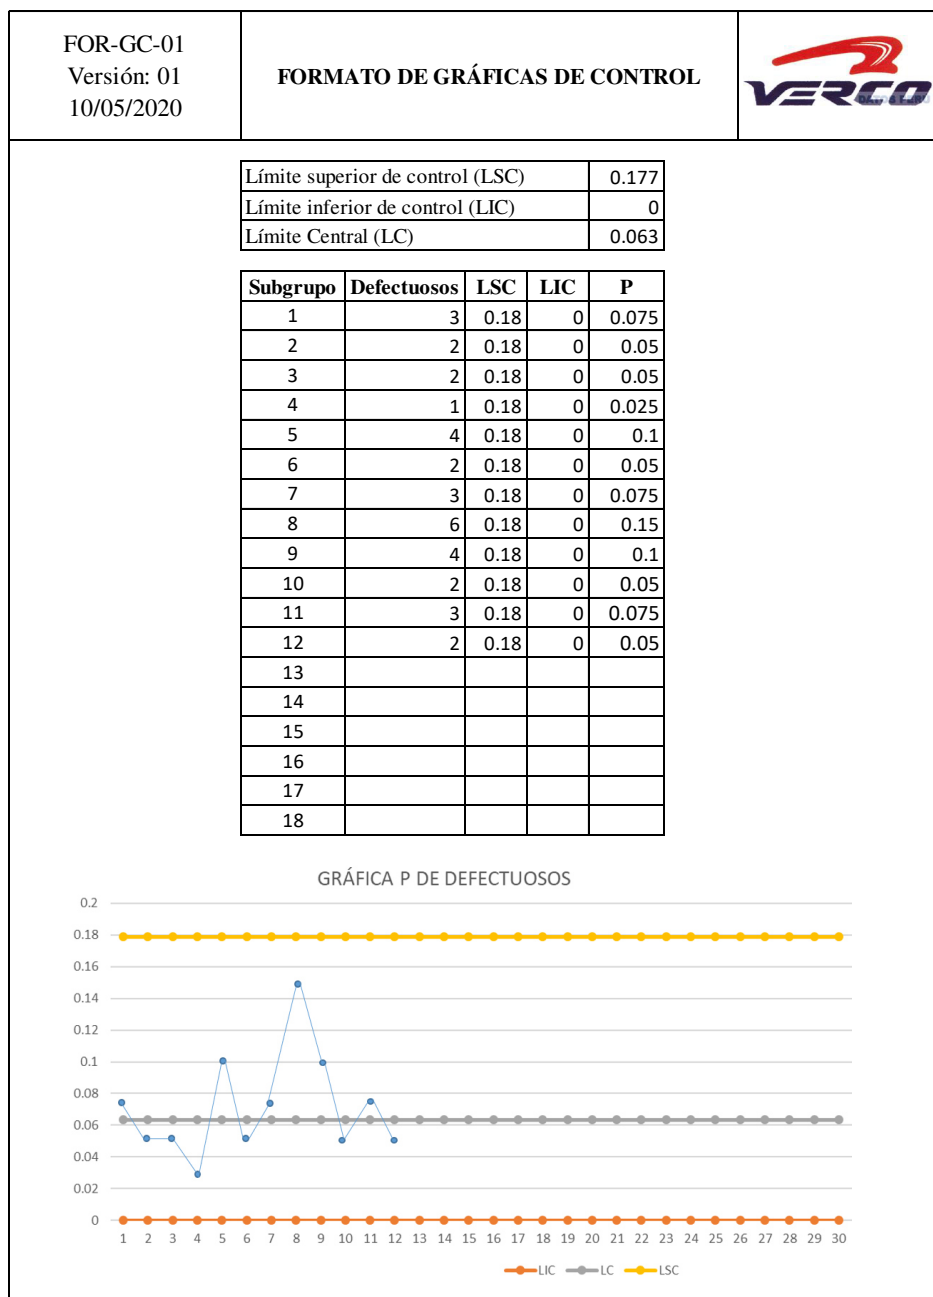 FOR-GC-01
Versión: 01
10/05/2020
FORMATO DE GRÁFICAS DE CONTROL
VERCO
DATOS PERÚ
Límite superior de control (LSC) 0.177
Límite inferior de control (LIC) 0
Límite Central (LC) 0.063
Subgrupo Defectuosos LSC LIC P
1 3 0.18 0 0.075
2 2 0.18 0 0.05
3 2 0.18 0 0.05
4 1 0.18 0 0.025
5 4 0.18 0 0.1
6 2 0.18 0 0.05
7 3 0.18 0 0.075
8 6 0.18 0 0.15
9 4 0.18 0 0.1
10 2 0.18 0 0.05
11 3 0.18 0 0.075
12 2 0.18 0 0.05
13
14
15
16
17
18
GRÁFICA P DE DEFECTUOSOS
0.2
0.18
0.16
0.14
0.12
0.1
0.08
0.06
0.04
0.02
0
1 2 3 4 5 6 7 8 9 10 11 12 13 14 15 16 17 18 19 20 21 22 23 24 25 26 27 28 29 30
LIC LC LSC